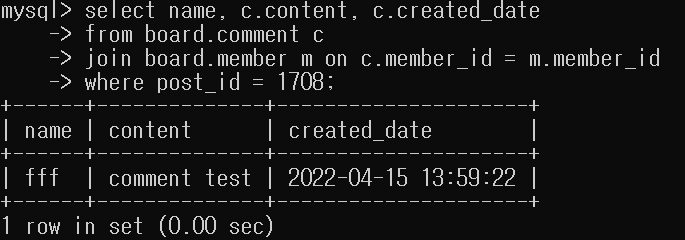 mysql> select name, c.content, c.created_date
    -> from board.comment c
    -> join board.member m on c.member_id = m.member_id
    -> where post_id = 1708;
+------+--------------+---------------------+
| name | content      | created_date        |
+------+--------------+---------------------+
| fff  | comment test | 2022-04-15 13:59:22 |
+------+--------------+---------------------+
1 row in set (0.00 sec)